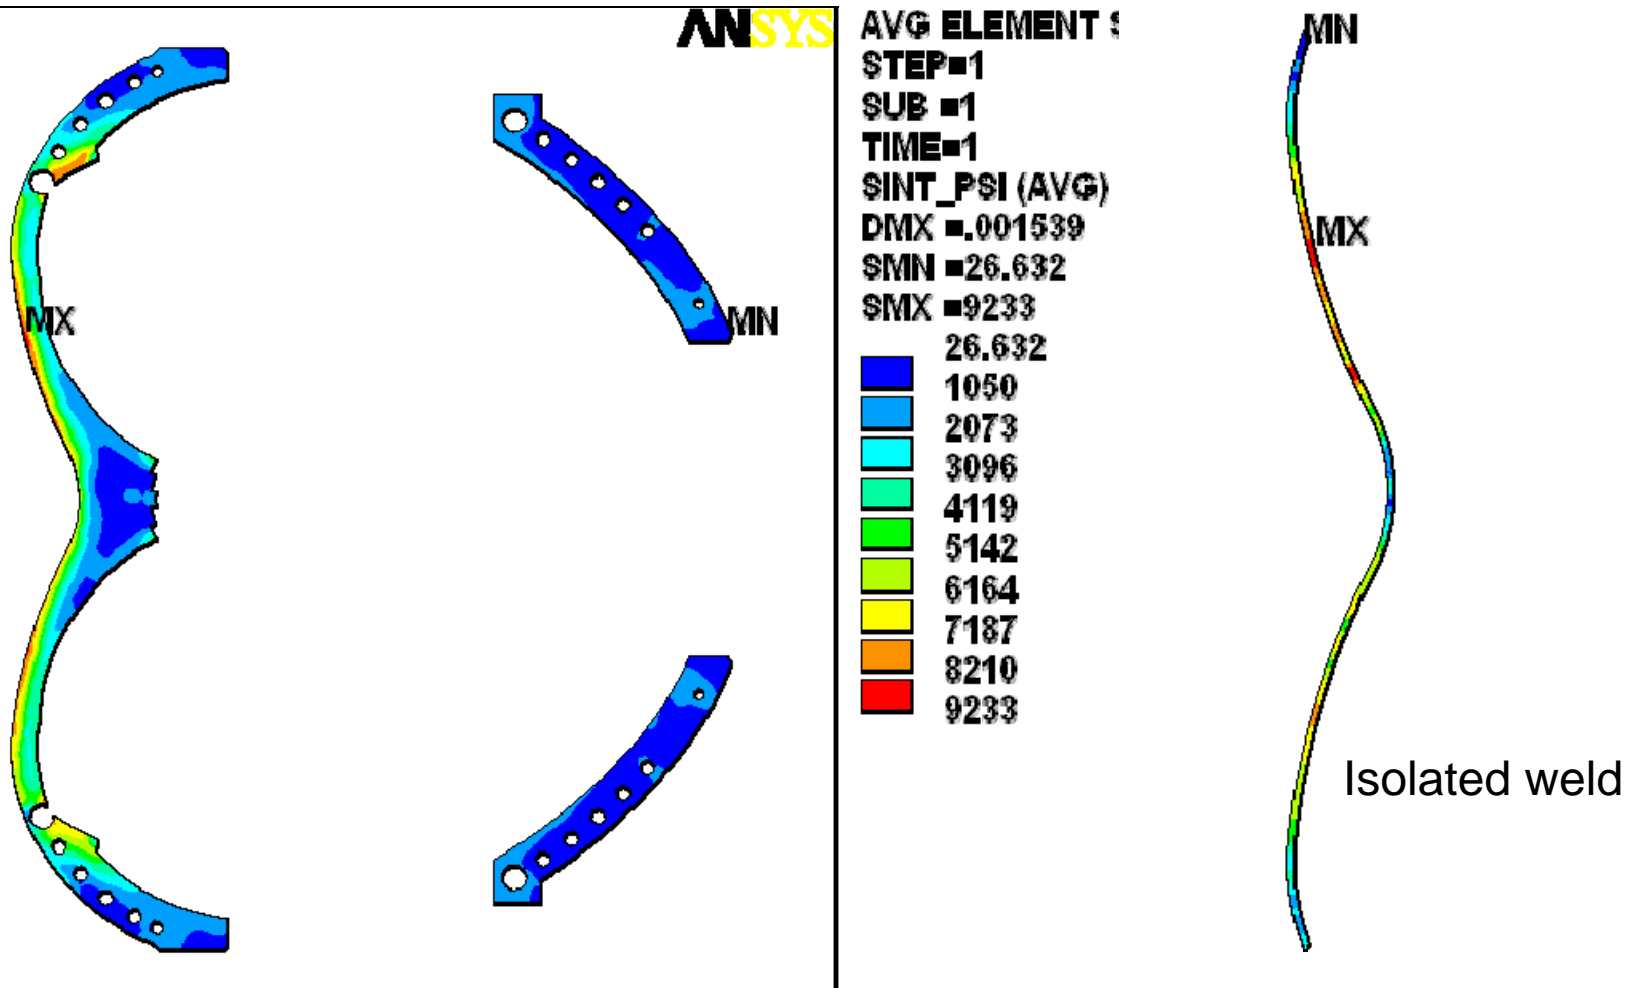 ANSYS
MX
MN
AVG ELEMENT S
STEP=1
SUB =1
TIME=1
SINT_PSI (AVG)
DMX =.001539
SMN =26.632
SMX =9233
26.632
1050
2073
3096
4119
5142
6164
7187
8210
9233
MN
MX
Isolated weld